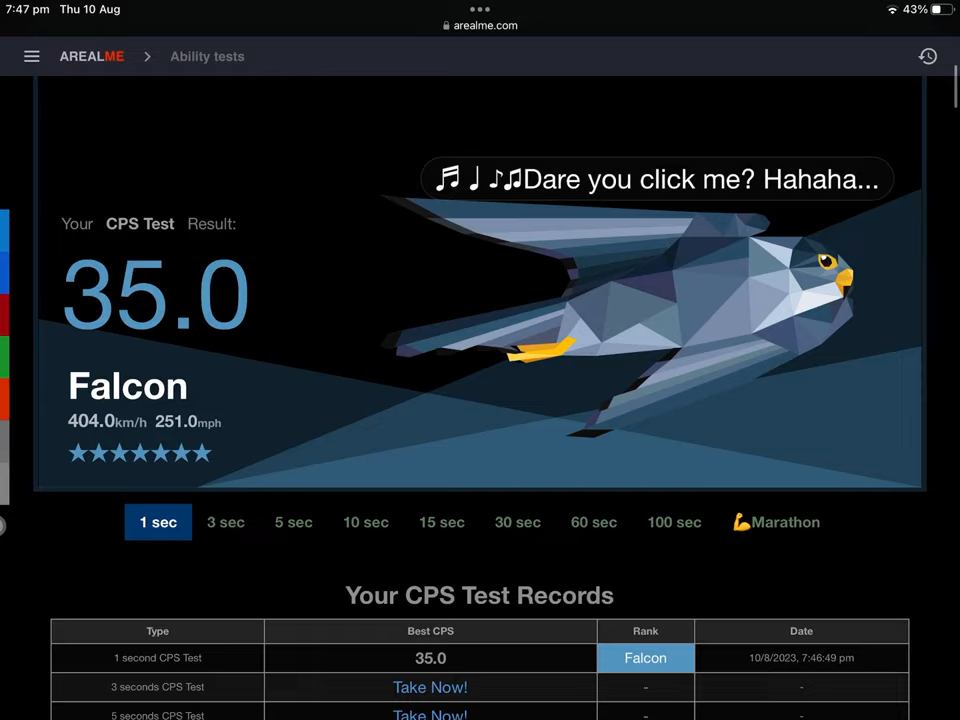 7:47 pm Thu 10 Aug
43%
arealme.com
AREALME > Ability tests
Dare you click me? Hahaha...
Your CPS Test Result:
35.0
Falcon
404.0km/h 251.0mph
1 sec 3 sec 5 sec 10 sec 15 sec 30 sec 60 sec 100 sec 💪Marathon
Your CPS Test Records
Type Best CPS Rank Date
1 second CPS Test 35.0 Falcon 10/8/2023, 7:46:49 pm
3 seconds CPS Test Take Now! - -
5 seconds CPS Test Take Now! - -